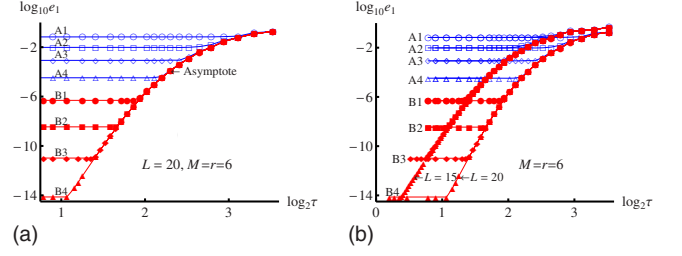 log₁₀e₁
A1
A2
A3
A4
← Asymptote
B1
B2
B3
B4
-2
-6
-10
-14
L = 20, M=r=6
1
2
3
log₂τ
(a)
log₁₀e₁
A1
A2
A3
A4
B1
B2
B3
B4
-2
-6
-10
-14
M=r=6
←L = 15
←L = 20
0
1
2
3
log₂τ
(b)